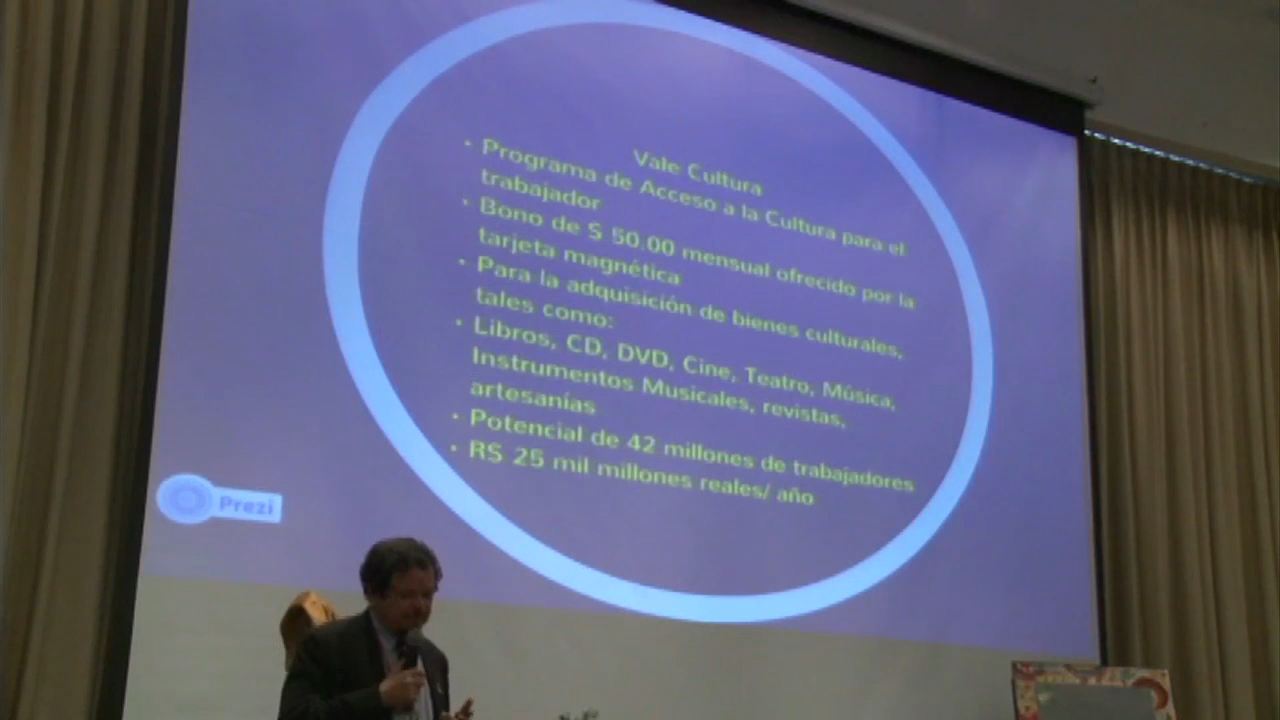 Vale Cultura
• Programa de Acceso a la Cultura para el
trabajador
• Bono de $ 50.00 mensual ofrecido por la
tarjeta magnética
• Para la adquisición de bienes culturales,
tales como:
• Libros, CD, DVD, Cine, Teatro, Música,
Instrumentos Musicales, revistas,
artesanías
• Potencial de 42 millones de trabajadores
• R$ 25 mil millones reales/ año
Prezi